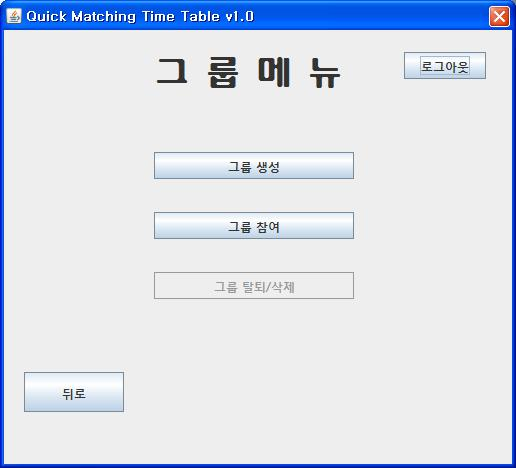 Quick Matching Time Table v1.0
그룹메뉴
로그아웃
그룹 생성
그룹 참여
그룹 탈퇴/삭제
뒤로